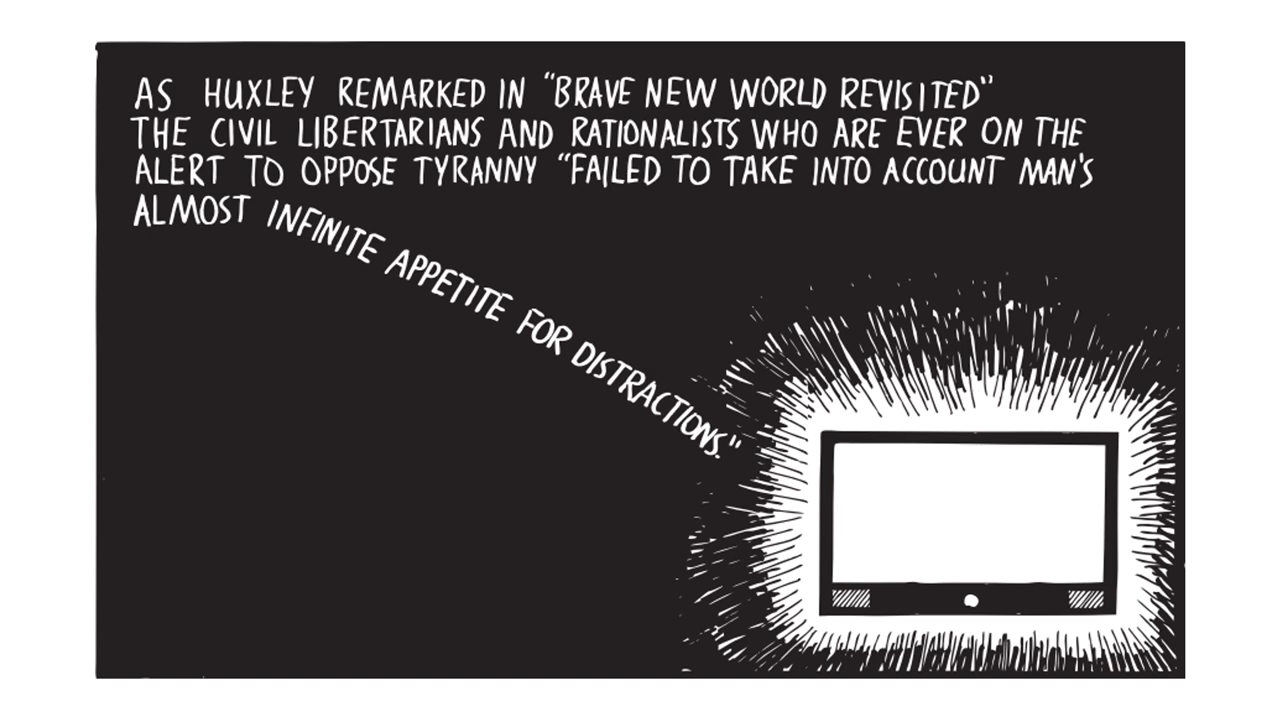 AS HUXLEY REMARKED IN "BRAVE NEW WORLD REVISITED"
THE CIVIL LIBERTARIANS AND RATIONALISTS WHO ARE EVER ON THE
ALERT TO OPPOSE TYRANNY "FAILED TO TAKE INTO ACCOUNT MAN'S
ALMOST INFINITE APPETITE FOR DISTRACTIONS."